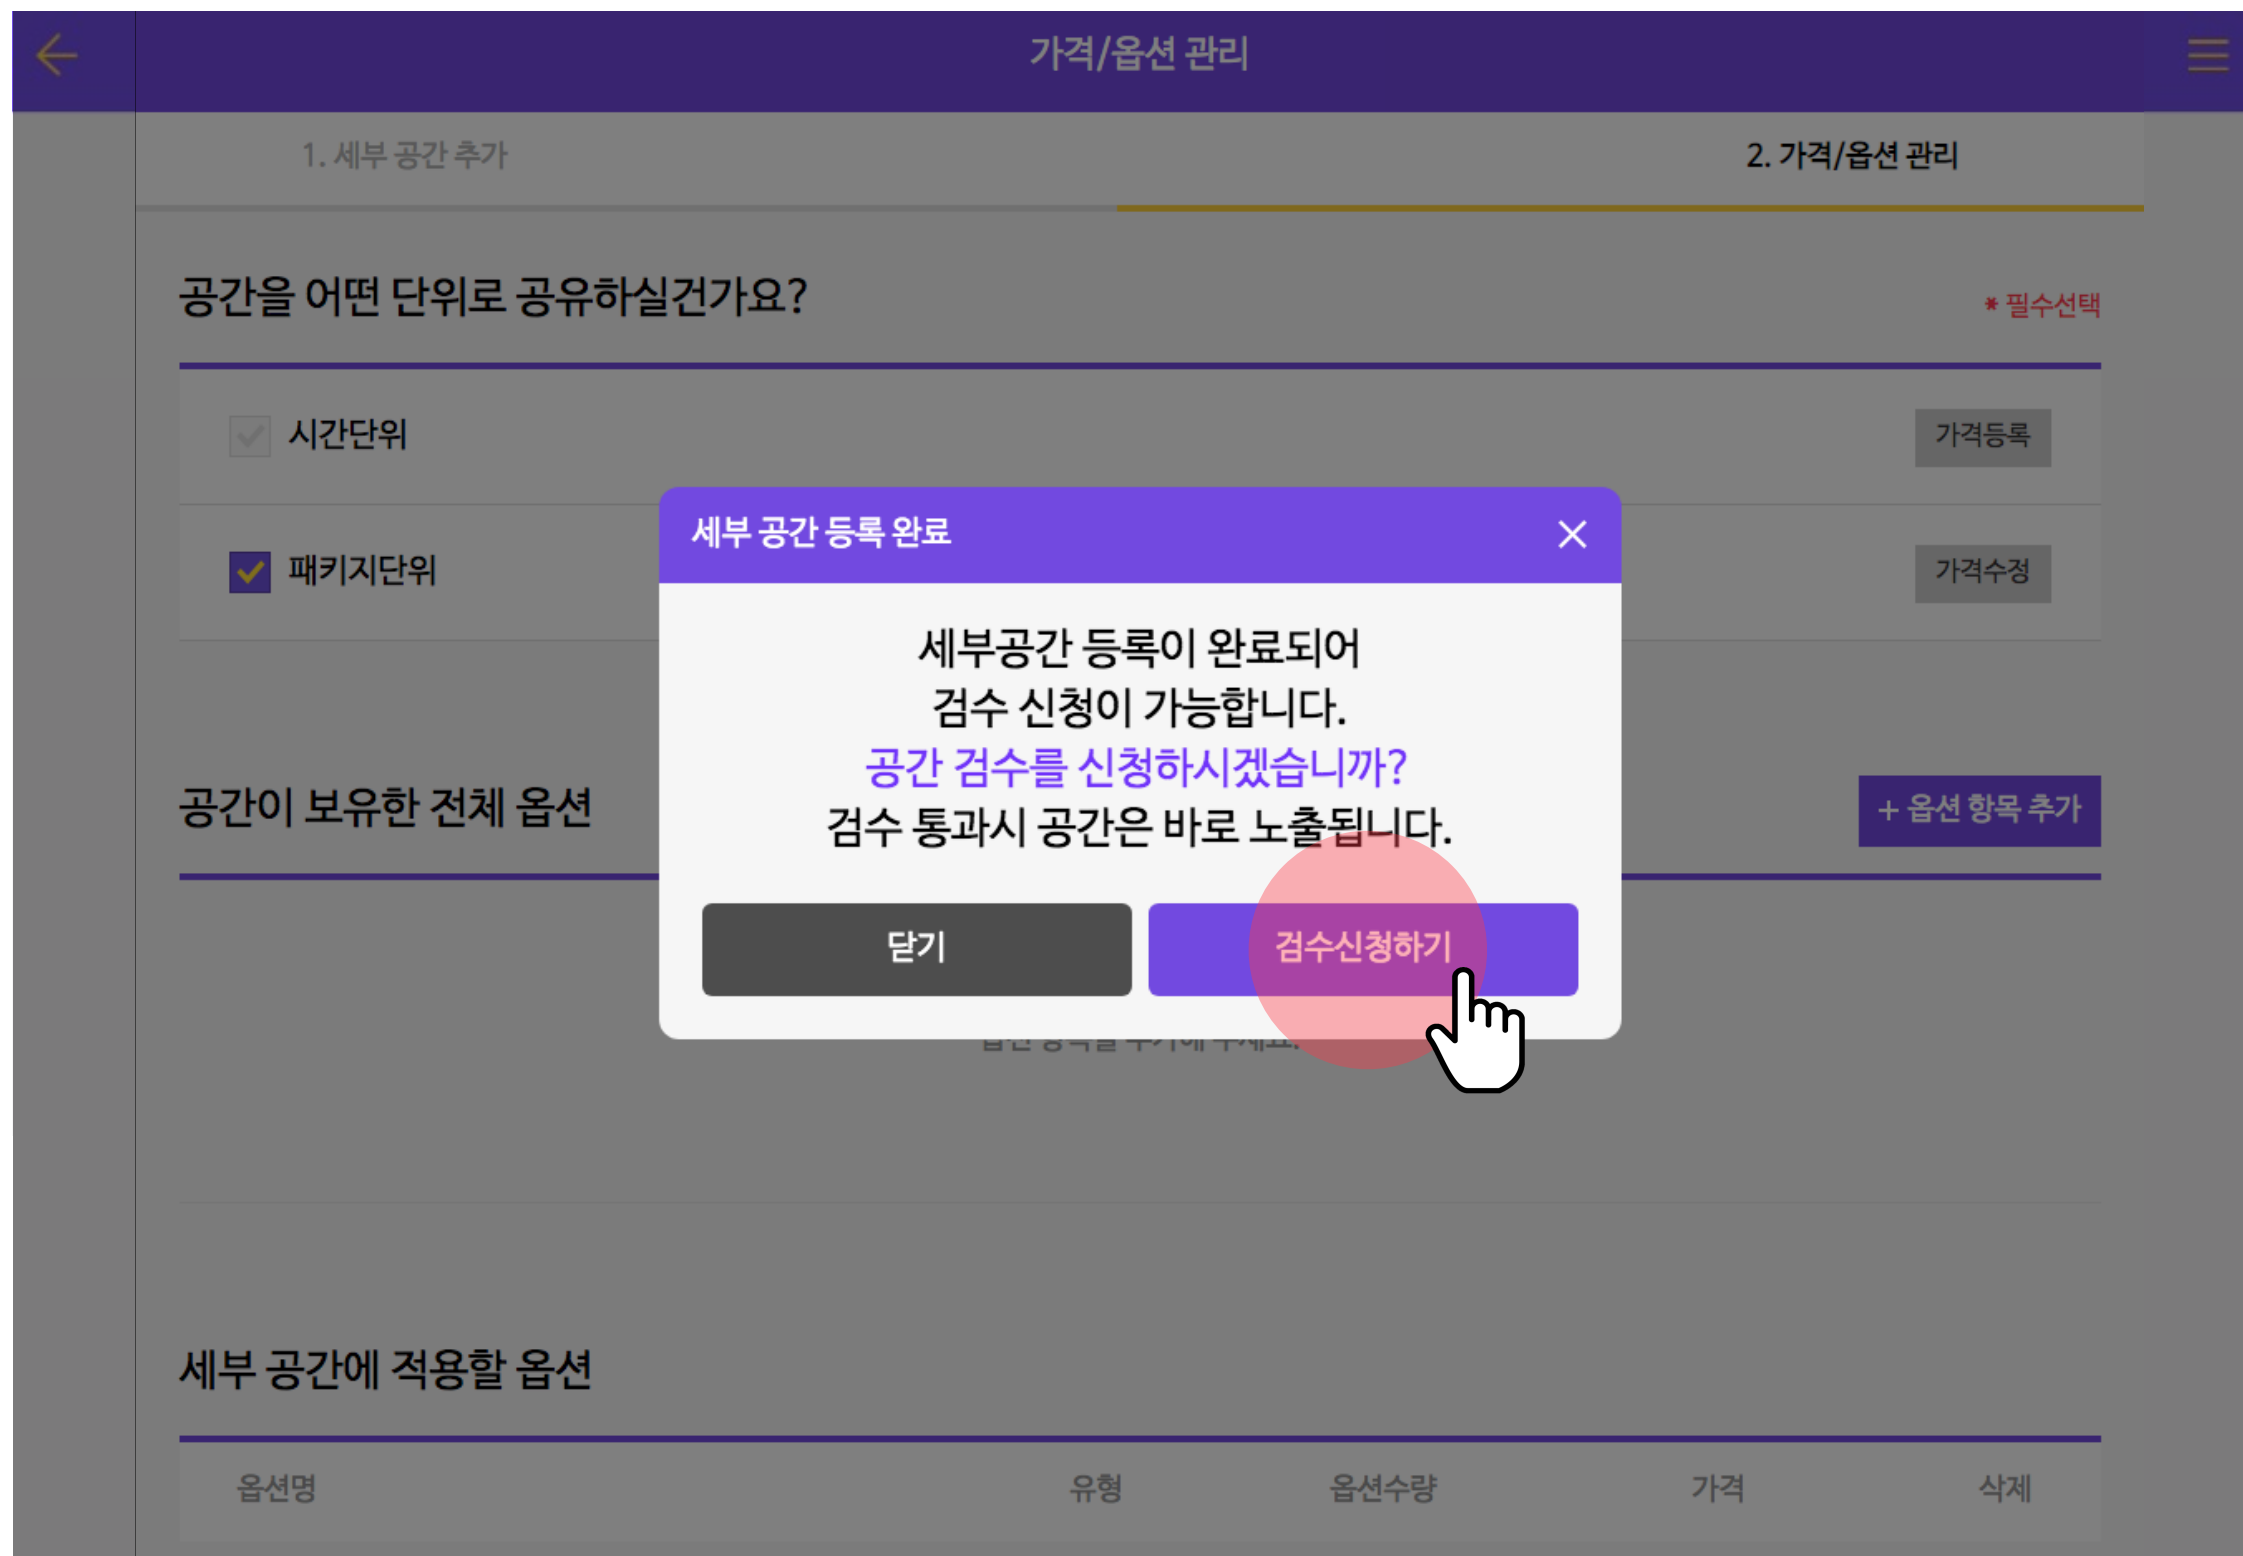 가격/옵션 관리
1. 세부 공간 추가
2. 가격/옵션 관리
공간을 어떤 단위로 공유하실건가요?
* 필수선택
시간단위
가격등록
패키지단위
가격수정
세부 공간 등록 완료
세부공간 등록이 완료되어
검수 신청이 가능합니다.
공간 검수를 신청하시겠습니까?
검수 통과시 공간은 바로 노출됩니다.
닫기
검수신청하기
공간이 보유한 전체 옵션
+ 옵션 항목 추가
세부 공간에 적용할 옵션
옵션명 유형 옵션수량 가격 삭제